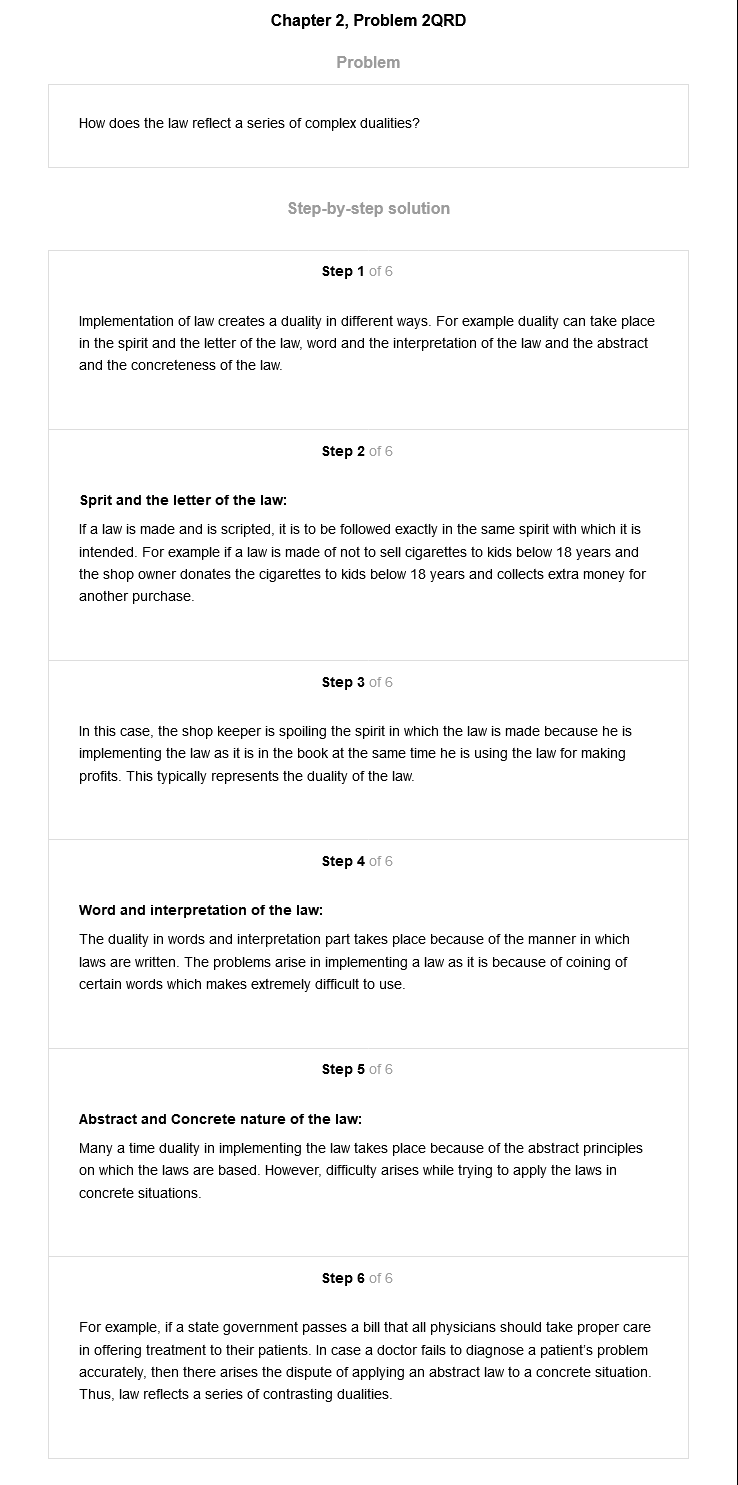 Chapter 2, Problem 2QRD
Problem
How does the law reflect a series of complex dualities?
Step-by-step solution
Step 1 of 6
Implementation of law creates a duality in different ways. For example duality can take place
in the spirit and the letter of the law, word and the interpretation of the law and the abstract
and the concreteness of the law.
Step 2 of 6
Sprit and the letter of the law:
If a law is made and is scripted, it is to be followed exactly in the same spirit with which it is
intended. For example if a law is made of not to sell cigarettes to kids below 18 years and
the shop owner donates the cigarettes to kids below 18 years and collects extra money for
another purchase.
Step 3 of 6
In this case, the shop keeper is spoiling the spirit in which the law is made because he is
implementing the law as it is in the book at the same time he is using the law for making
profits. This typically represents the duality of the law.
Step 4 of 6
Word and interpretation of the law:
The duality in words and interpretation part takes place because of the manner in which
laws are written. The problems arise in implementing a law as it is because of coining of
certain words which makes extremely difficult to use.
Step 5 of 6
Abstract and Concrete nature of the law:
Many a time duality in implementing the law takes place because of the abstract principles
on which the laws are based. However, difficulty arises while trying to apply the laws in
concrete situations.
Step 6 of 6
For example, if a state government passes a bill that all physicians should take proper care
in offering treatment to their patients. In case a doctor fails to diagnose a patient's problem
accurately, then there arises the dispute of applying an abstract law to a concrete situation.
Thus, law reflects a series of contrasting dualities.